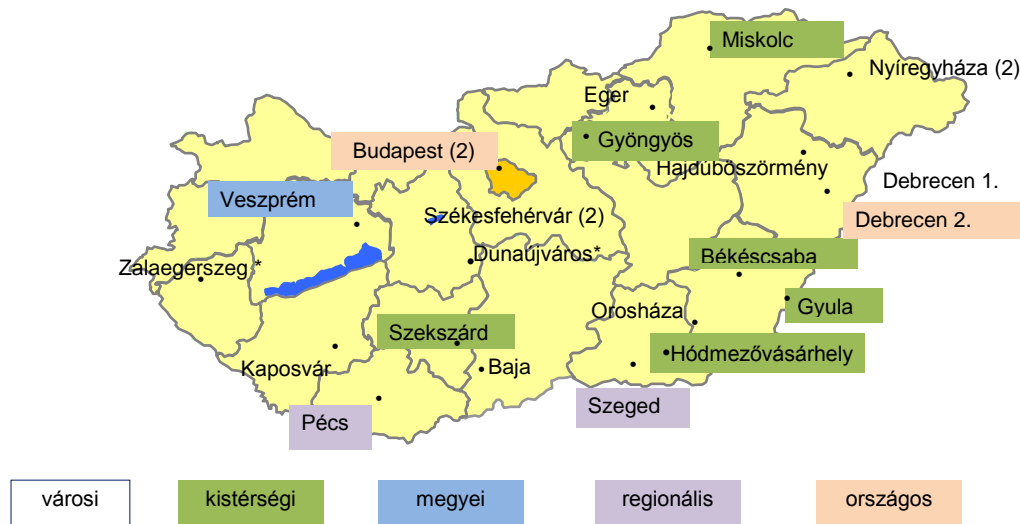 Miskolc
Nyíregyháza (2)
Eger
Gyöngyös
Budapest (2)
Hajdúböszörmény
Debrecen 1.
Veszprém
Székesfehérvár (2)
Debrecen 2.
Dunaújváros*
Békéscsaba
Zalaegerszeg *
Orosháza
Gyula
Szekszárd
Hódmezővásárhely
Kaposvár
Baja
Szeged
Pécs
városi
kistérségi
megyei
regionális
országos